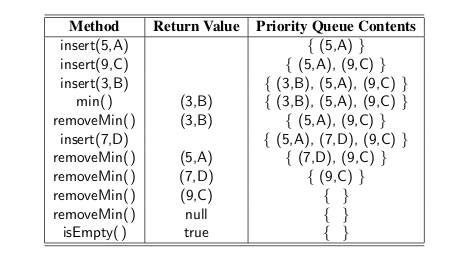 Method Return Value Priority Queue Contents
insert(5,A) { (5,A) }
insert(9,C) { (5,A), (9,C) }
insert(3,B) { (3,B), (5,A), (9,C) }
min( ) (3,B) { (3,B), (5,A), (9,C) }
removeMin( ) (3,B) { (5,A), (9,C) }
insert(7,D) { (5,A), (7,D), (9,C) }
removeMin( ) (5,A) { (7,D), (9,C) }
removeMin( ) (7,D) { (9,C) }
removeMin( ) (9,C) { }
removeMin( ) null { }
isEmpty( ) true { }